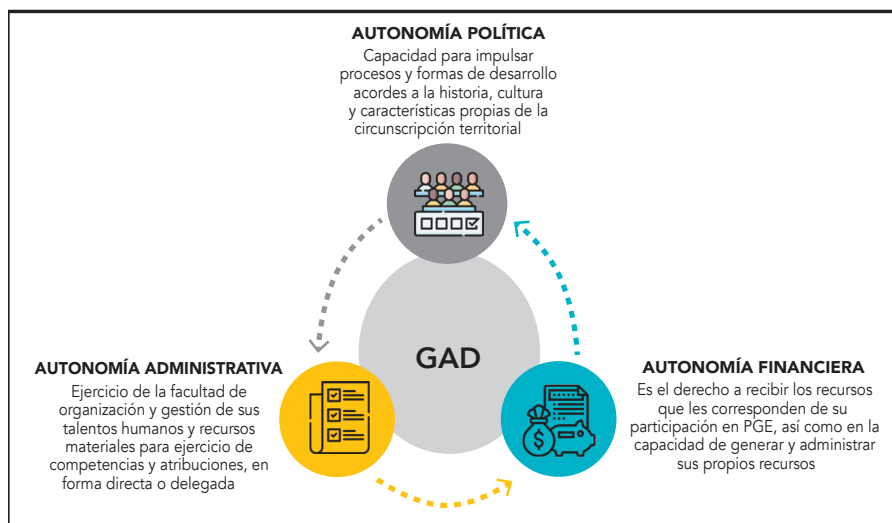 AUTONOMÍA POLÍTICA
Capacidad para impulsar
procesos y formas de desarrollo
acordes a la historia, cultura
y características propias de la
circunscripción territorial
GAD
AUTONOMÍA ADMINISTRATIVA
Ejercicio de la facultad de
organización y gestión de sus
talentos humanos y recursos
materiales para ejercicio de
competencias y atribuciones, en
forma directa o delegada
AUTONOMÍA FINANCIERA
Es el derecho a recibir los recursos
que les corresponden de su
participación en PGE, así como en la
capacidad de generar y administrar
sus propios recursos
$